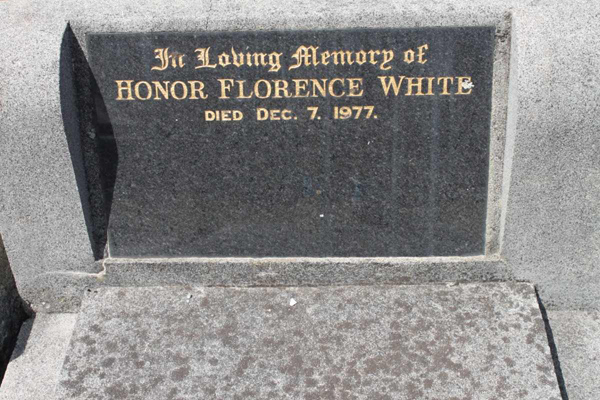 In Loving Memory of
HONOR FLORENCE WHITE
DIED DEC. 7. 1977.